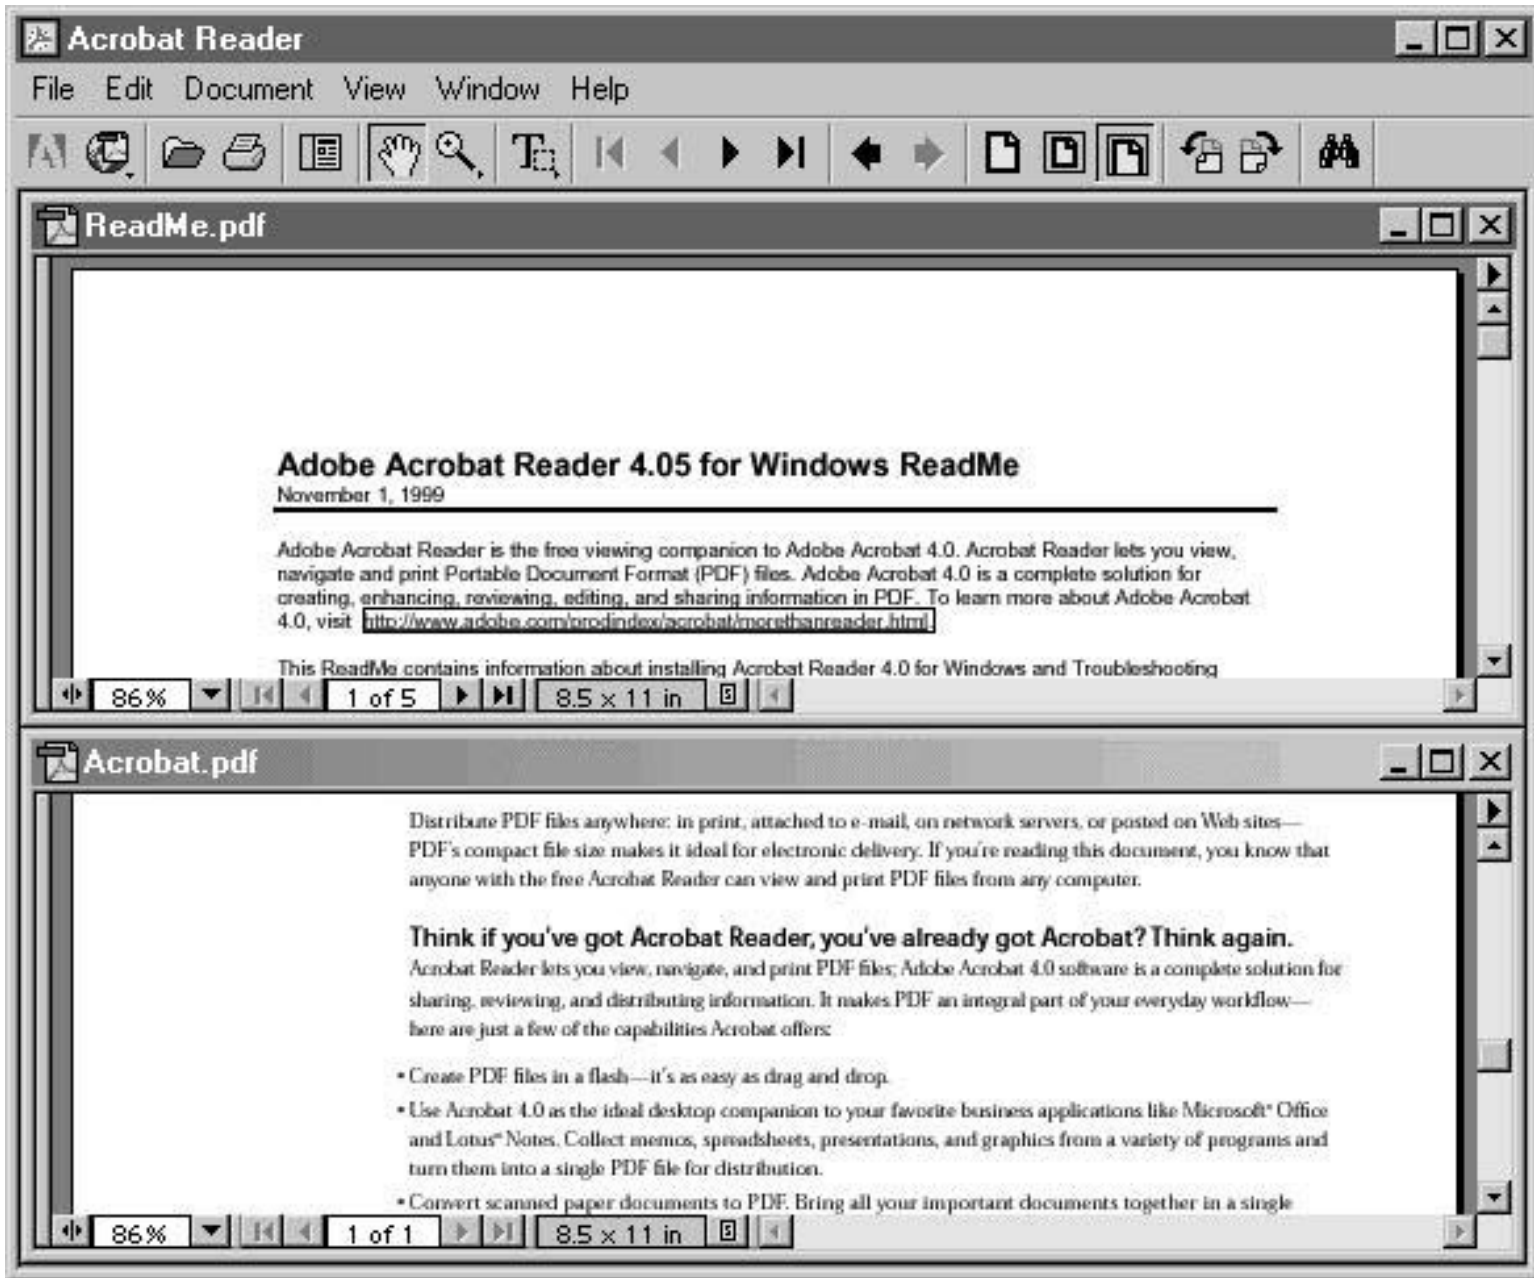 Acrobat Reader
File Edit Document View Window Help
ReadMe.pdf
Adobe Acrobat Reader 4.05 for Windows ReadMe
November 1, 1999
Adobe Acrobat Reader is the free viewing companion to Adobe Acrobat 4.0. Acrobat Reader lets you view,
navigate and print Portable Document Format (PDF) files. Adobe Acrobat 4.0 is a complete solution for
creating, enhancing, reviewing, editing, and sharing information in PDF. To learn more about Adobe Acrobat
4.0, visit http://www.adobe.com/prodindex/acrobat/morethanreader.html.
This ReadMe contains information about installing Acrobat Reader 4.0 for Windows and Troubleshooting
86% 1 of 5 8.5 x 11 in
Acrobat.pdf
Distribute PDF files anywhere: in print, attached to e-mail, on network servers, or posted on Web sites—
PDF's compact file size makes it ideal for electronic delivery. If you're reading this document, you know that
anyone with the free Acrobat Reader can view and print PDF files from any computer.
Think if you've got Acrobat Reader, you've already got Acrobat? Think again.
Acrobat Reader lets you view, navigate, and print PDF files; Adobe Acrobat 4.0 software is a complete solution for
sharing, reviewing, and distributing information. It makes PDF an integral part of your everyday workflow—
here are just a few of the capabilities Acrobat offers:
• Create PDF files in a flash—it's as easy as drag and drop.
• Use Acrobat 4.0 as the ideal desktop companion to your favorite business applications like Microsoft® Office
and Lotus® Notes. Collect memos, spreadsheets, presentations, and graphics from a variety of programs and
turn them into a single PDF file for distribution.
• Convert scanned paper documents to PDF. Bring all your important documents together in a single
86% 1 of 1 8.5 x 11 in